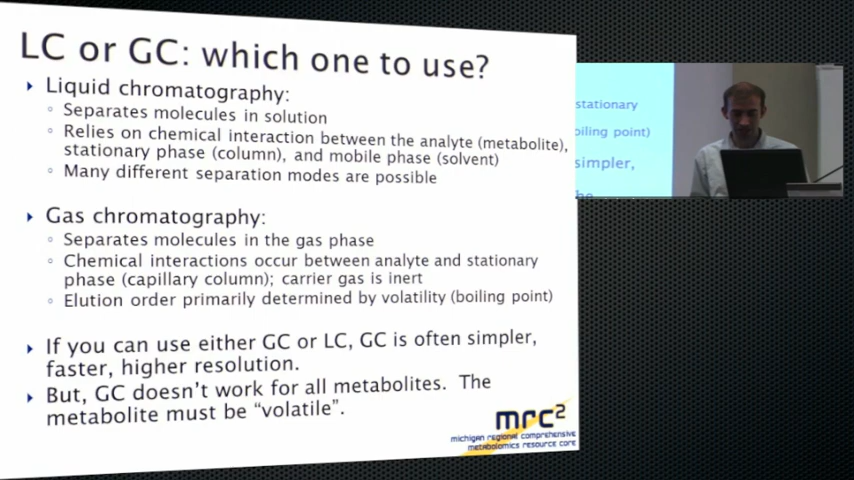 LC or GC: which one to use?
Liquid chromatography:
Separates molecules in solution
Relies on chemical interaction between the analyte (metabolite),
stationary phase (column), and mobile phase (solvent)
Many different separation modes are possible
Gas chromatography:
Separates molecules in the gas phase
Chemical interactions occur between analyte and stationary
phase (capillary column); carrier gas is inert
Elution order primarily determined by volatility (boiling point)
If you can use either GC or LC, GC is often simpler,
faster, higher resolution.
But, GC doesn't work for all metabolites.  The
metabolite must be “volatile”.
mrc2
michigan regional comprehensive
metabolomics resource core
stationary
boiling point)
simpler,
he